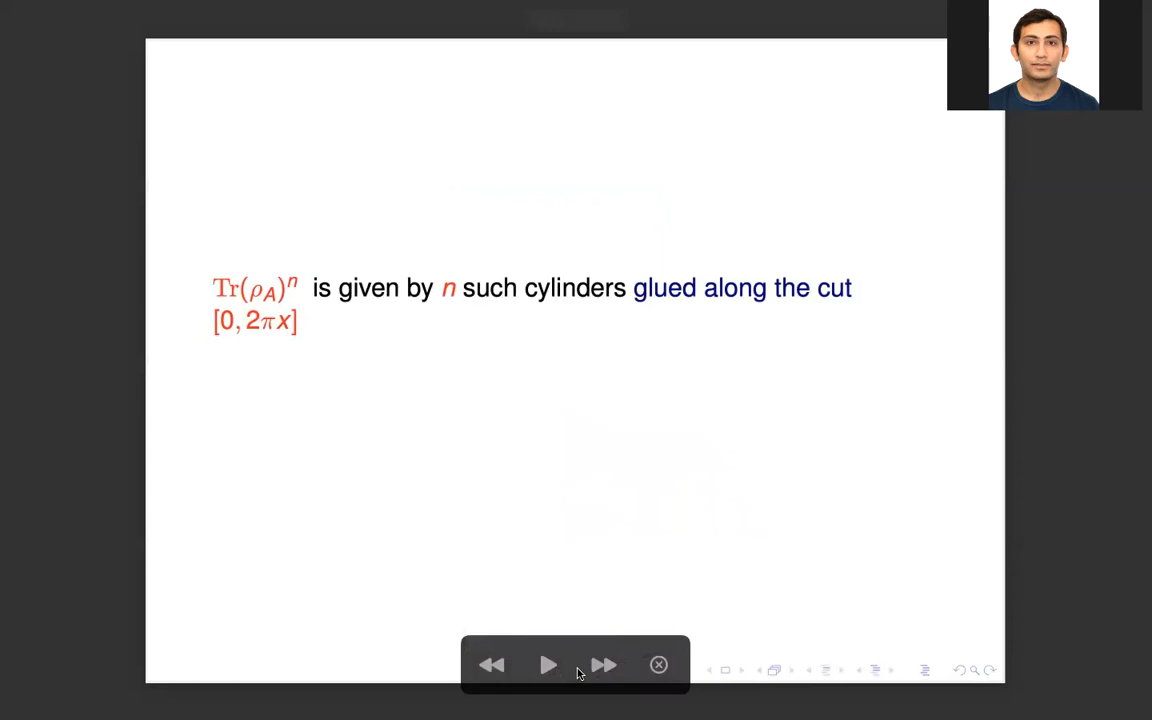 Tr(ρ_A)^n is given by n such cylinders glued along the cut
[0, 2πx]